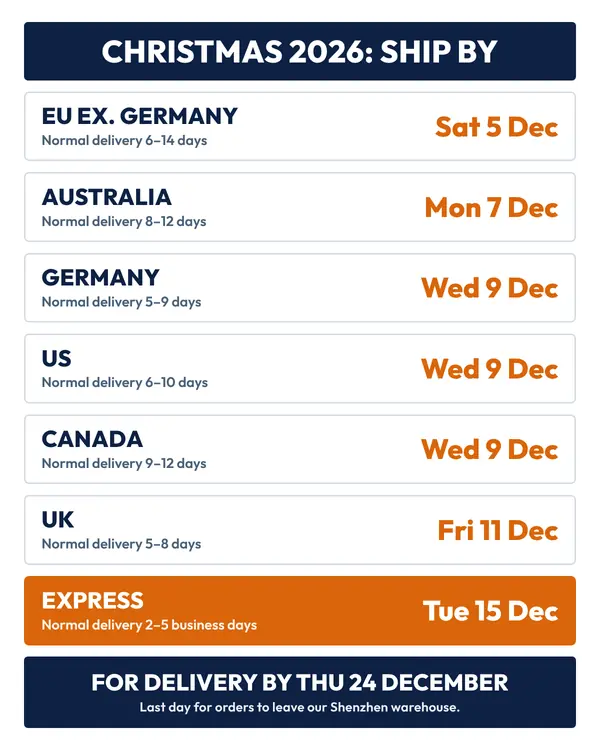 CHRISTMAS 2026: SHIP BY
EU EX. GERMANY
Normal delivery 6–14 days
Sat 5 Dec
AUSTRALIA
Normal delivery 8–12 days
Mon 7 Dec
GERMANY
Normal delivery 5–9 days
Wed 9 Dec
US
Normal delivery 6–10 days
Wed 9 Dec
CANADA
Normal delivery 9–12 days
Wed 9 Dec
UK
Normal delivery 5–8 days
Fri 11 Dec
EXPRESS
Normal delivery 2–5 business days
Tue 15 Dec
FOR DELIVERY BY THU 24 DECEMBER
Last day for orders to leave our Shenzhen warehouse.